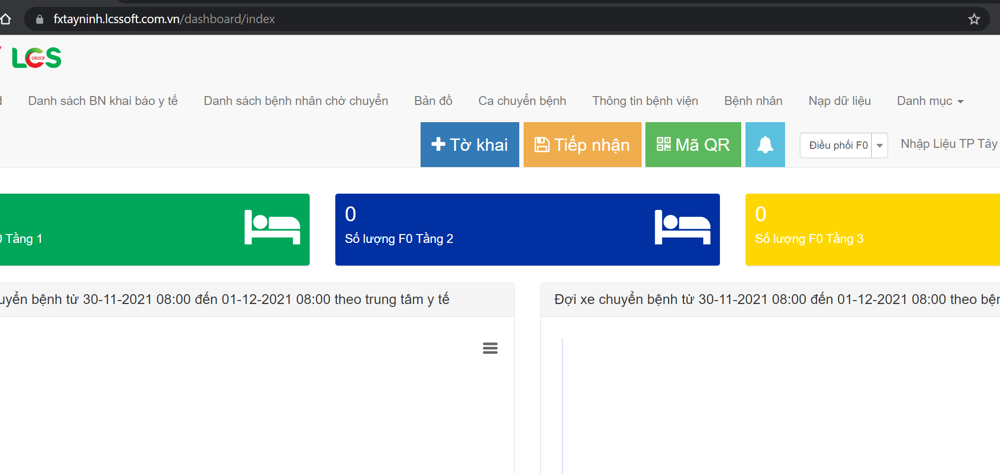 fxtayninh.lcssoft.com.vn/dashboard/index
LCS
GROUP
Danh sách BN khai báo y tế Danh sách bệnh nhân chờ chuyển Bản đồ Ca chuyển bệnh Thông tin bệnh viện Bệnh nhân Nạp dữ liệu Danh mục
Tờ khai Tiếp nhận Mã QR Điều phối F0 Nhập Liệu TP Tây
0 0
Tầng 1 Số lượng F0 Tầng 2 Số lượng F0 Tầng 3
uyển bệnh từ 30-11-2021 08:00 đến 01-12-2021 08:00 theo trung tâm y tế
Đợi xe chuyển bệnh từ 30-11-2021 08:00 đến 01-12-2021 08:00 theo